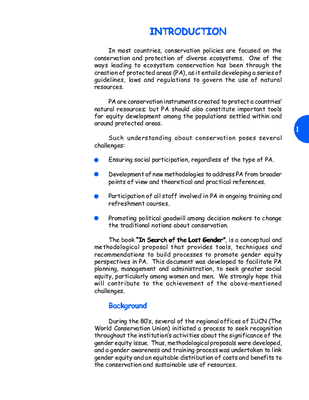 INTRODUCTION
In most countries, conservation policies are focused on the
conservation and protection of diverse ecosystems. One of the
ways leading to ecosystem conservation has been through the
creation of protected areas (PA), as it entails developing a series of
guidelines, laws and regulations to govern the use of natural
resources.
PA are conservation instruments created to protect a countries'
natural resources; but PA should also constitute important tools
for equity development among the populations settled within and
around protected areas.
1
Such understanding about conservation poses several
challenges:
Ensuring social participation, regardless of the type of PA.
Development of new methodologies to address PA from broader
points of view and theoretical and practical references.
Participation of all staff involved in PA in ongoing training and
refreshment courses.
Promoting political goodwill among decision makers to change
the traditional notions about conservation.
The book "In Search of the Lost Gender", is a conceptual and
methodological proposal that provides tools, techniques and
recommendations to build processes to promote gender equity
perspectives in PA. This document was developed to facilitate PA
planning, management and administration, to seek greater social
equity, particularly among women and men. We strongly hope this
will contribute to the achievement of the above-mentioned
challenges.
Background
During the 80's, several of the regional offices of IUCN (The
World Conservation Union) initiated a process to seek recognition
throughout the institution's activities about the significance of the
gender equity issue. Thus, methodological proposals were developed,
and a gender awareness and training process was undertaken to link
gender equity and an equitable distribution of costs and benefits to
the conservation and sustainable use of resources.